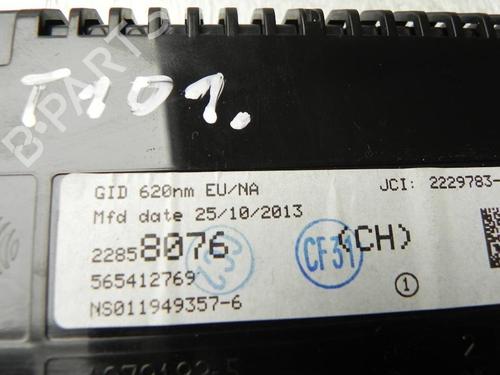 T101.
B-PARTS
GID 620nm EU/NA
JCI: 2229783-
Mfd date 25/10/2013
22858076
(CH)
CF31
565412769
NS011949357-6
1